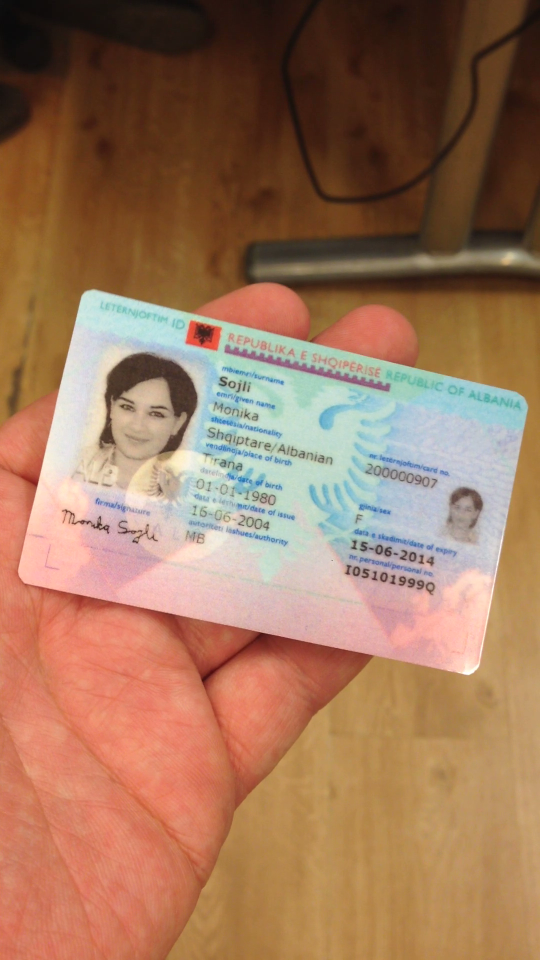 LETËRNJOFTIM ID REPUBLIKA E SHQIPËRISË REPUBLIC OF ALBANIA
mbiemri/surname
Sojli
emri/given name
Monika
shtetësia/nationality
Shqiptare/Albanian
vendlindja/place of birth
Tirana
datëlindja/date of birth
01-01-1980
data e lëshimit/date of issue
16-06-2004
autoriteti lëshues/authority
MB
nr. letërnjoftimi/card no.
200000907
gjinia/sex
F
data e skadimit/date of expiry
15-06-2014
nr. personal/personal no.
I05101999Q
firma/signature
Monika Sojli